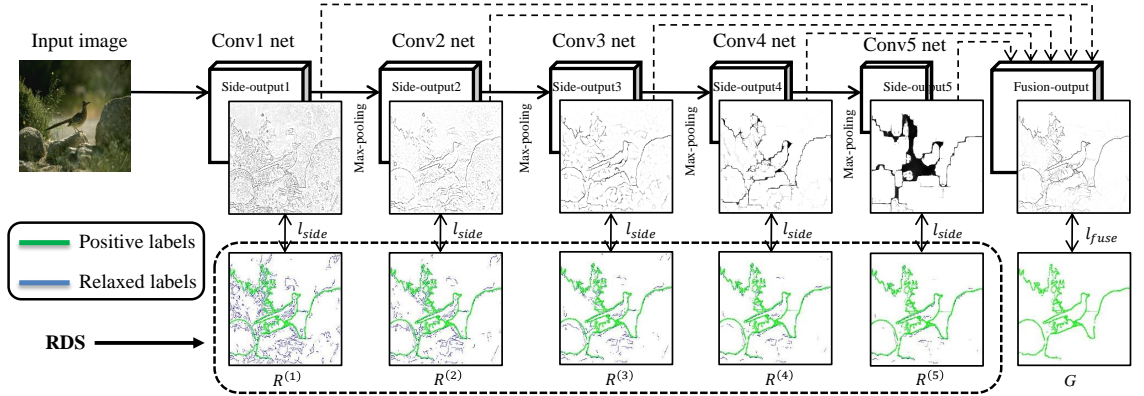 Input image
Conv1 net
Conv2 net
Conv3 net
Conv4 net
Conv5 net
Side-output1
Side-output2
Side-output3
Side-output4
Side-output5
Fusion-output
Max-pooling
Max-pooling
Max-pooling
Max-pooling
l_side
l_side
l_side
l_side
l_side
l_fuse
Positive labels
Relaxed labels
RDS
R^(1)
R^(2)
R^(3)
R^(4)
R^(5)
G